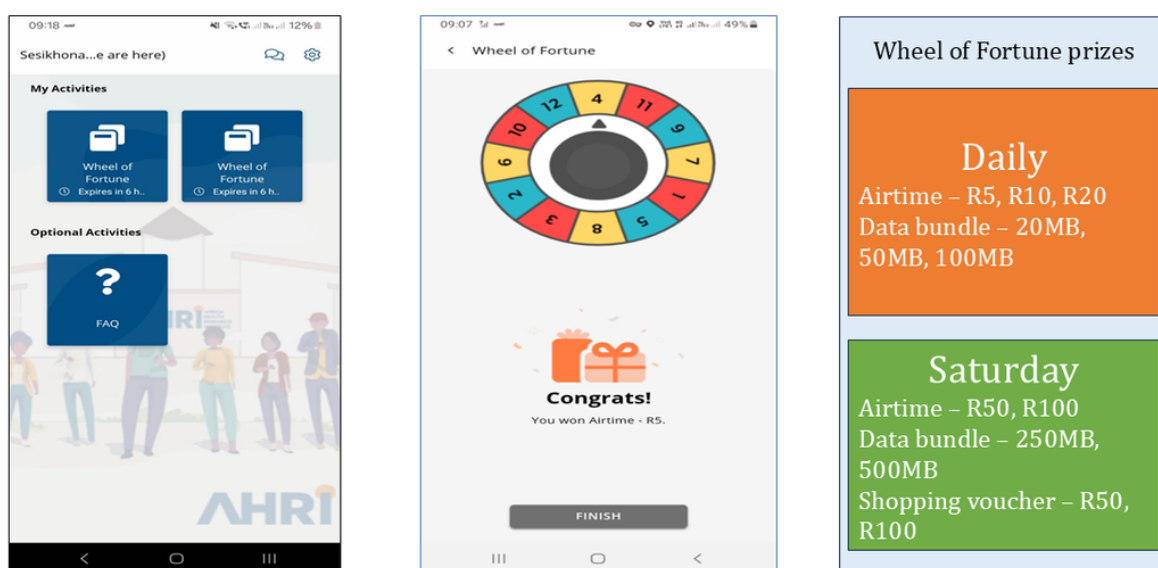 09:18
12%
Sesikhona...e are here)
My Activities
Wheel of
Fortune
Expires in 6 h..
Wheel of
Fortune
Expires in 6 h..
Optional Activities
?
FAQ
AHRI
09:07
49%
< Wheel of Fortune
4
11
9
7
1
5
8
3
2
6
10
12
Congrats!
You won Airtime - R5.
FINISH
Wheel of Fortune prizes
Daily
Airtime – R5, R10, R20
Data bundle – 20MB,
50MB, 100MB
Saturday
Airtime – R50, R100
Data bundle – 250MB,
500MB
Shopping voucher – R50,
R100